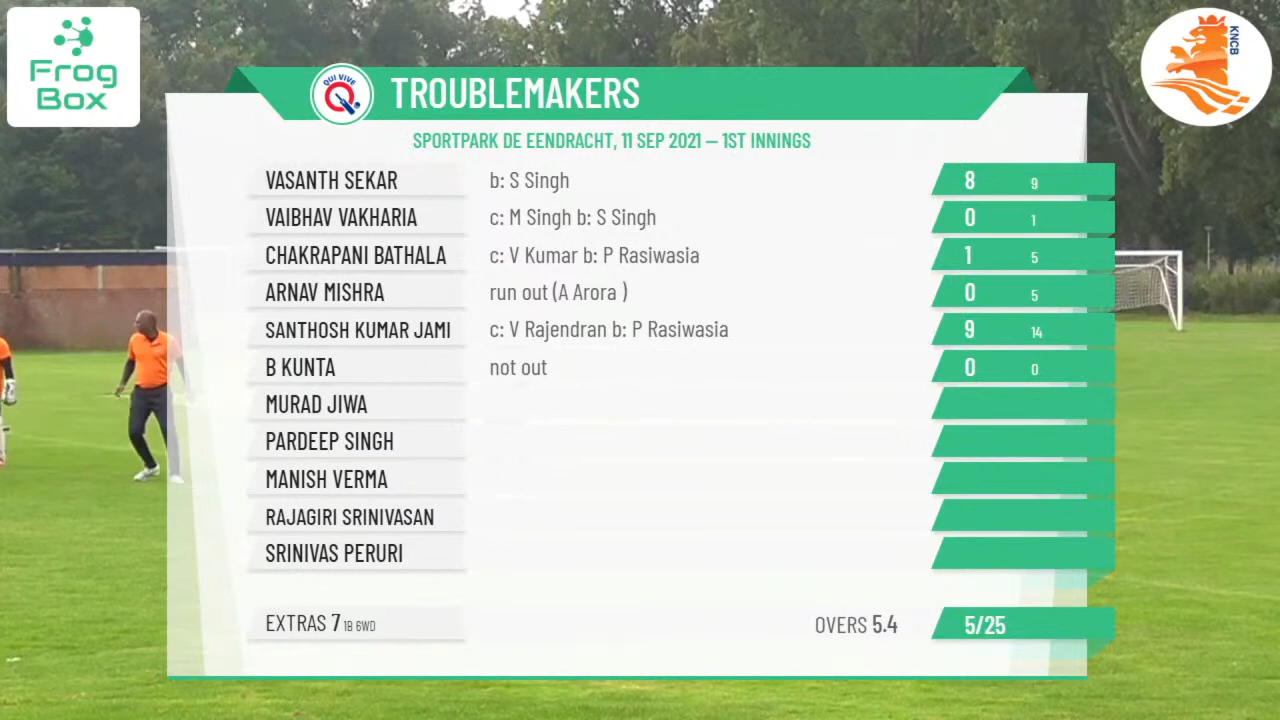 Frog
Box
QUI VIVE
TROUBLEMAKERS
KNCB
SPORTPARK DE EENDRACHT, 11 SEP 2021 – 1ST INNINGS
VASANTH SEKAR b: S Singh 8 9
VAIBHAV VAKHARIA c: M Singh b: S Singh 0 1
CHAKRAPANI BATHALA c: V Kumar b: P Rasiwasia 1 5
ARNAV MISHRA run out (A Arora ) 0 5
SANTHOSH KUMAR JAMI c: V Rajendran b: P Rasiwasia 9 14
B KUNTA not out 0 0
MURAD JIWA
PARDEEP SINGH
MANISH VERMA
RAJAGIRI SRINIVASAN
SRINIVAS PERURI
EXTRAS 7 1B 6WD OVERS 5.4 5/25